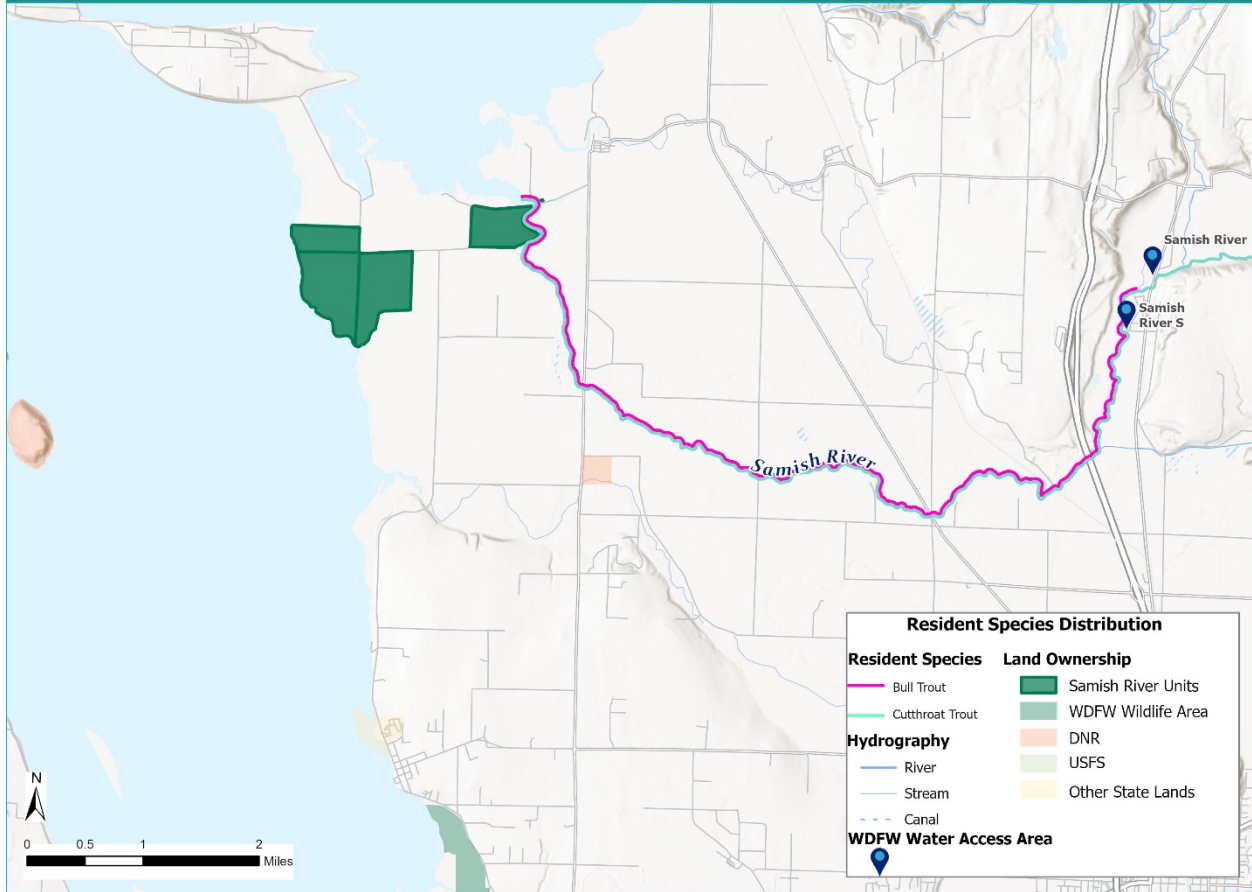 Samish River
Samish
River S
Samish River
Resident Species Distribution
Resident Species
Bull Trout
Cutthroat Trout
Hydrography
River
Stream
Canal
WDFW Water Access Area
Land Ownership
Samish River Units
WDFW Wildlife Area
DNR
USFS
Other State Lands
N
0 0.5 1 2
Miles